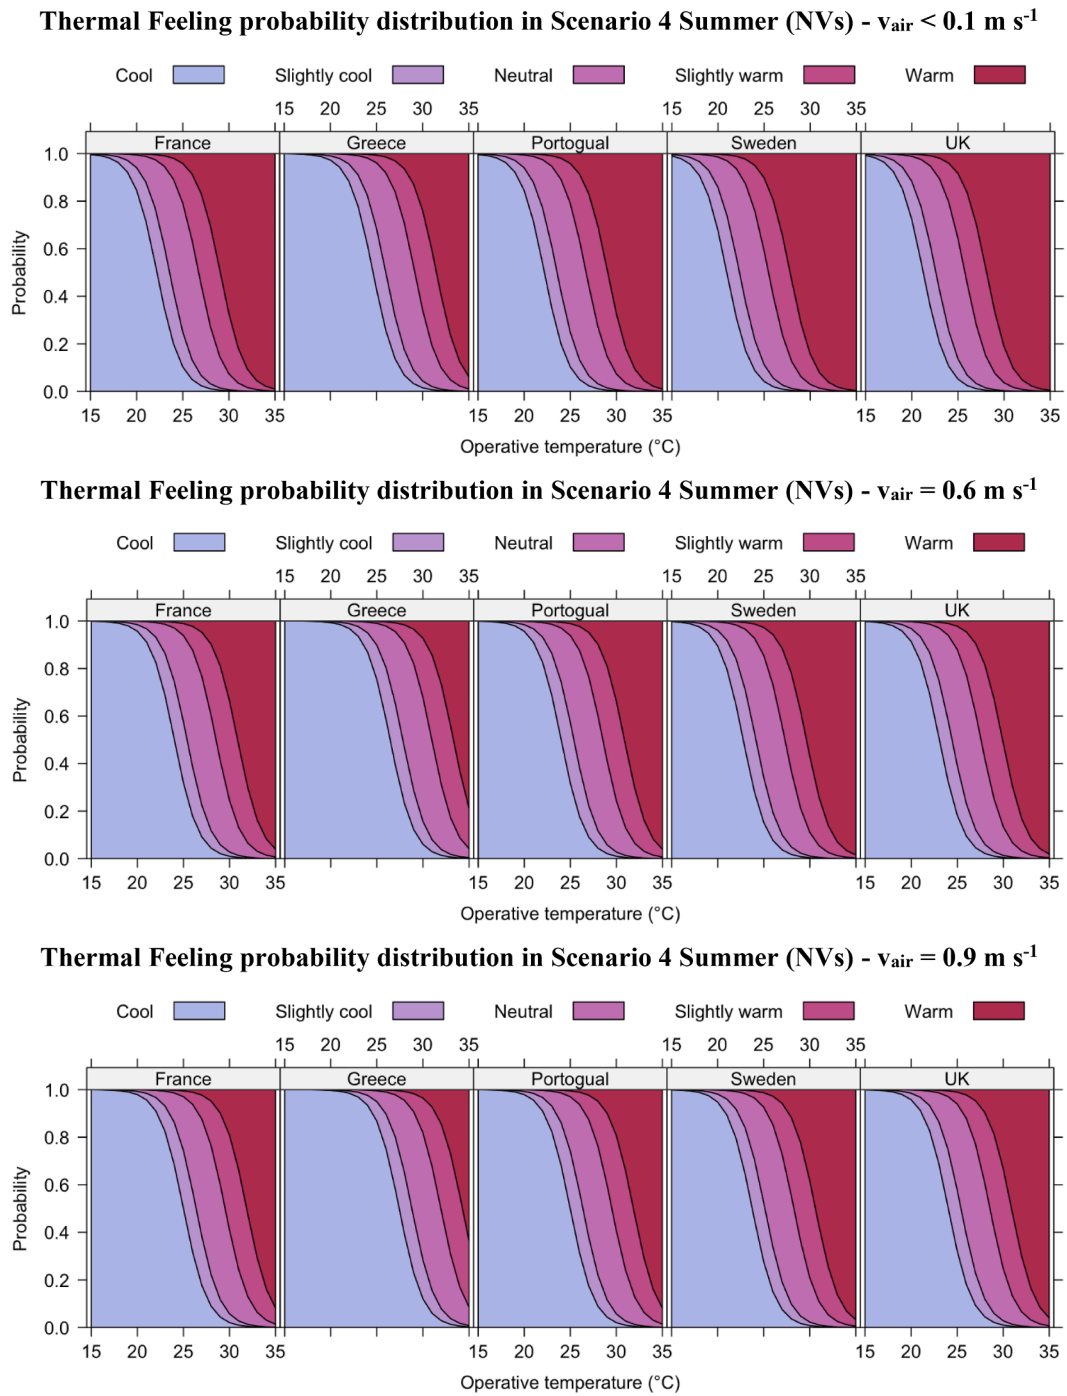 Thermal Feeling probability distribution in Scenario 4 Summer (NVs) - vair < 0.1 m s-1
Cool Slightly cool Neutral Slightly warm Warm
15 20 25 30 35 15 20 25 30 35
France Greece Portogual Sweden UK
1.0
0.8
0.6
0.4
0.2
0.0
Probability
15 20 25 30 35 15 20 25 30 35 15 20 25 30 35
Operative temperature (°C)
Thermal Feeling probability distribution in Scenario 4 Summer (NVs) - vair = 0.6 m s-1
Cool Slightly cool Neutral Slightly warm Warm
15 20 25 30 35 15 20 25 30 35
France Greece Portogual Sweden UK
1.0
0.8
0.6
0.4
0.2
0.0
Probability
15 20 25 30 35 15 20 25 30 35 15 20 25 30 35
Operative temperature (°C)
Thermal Feeling probability distribution in Scenario 4 Summer (NVs) - vair = 0.9 m s-1
Cool Slightly cool Neutral Slightly warm Warm
15 20 25 30 35 15 20 25 30 35
France Greece Portogual Sweden UK
1.0
0.8
0.6
0.4
0.2
0.0
Probability
15 20 25 30 35 15 20 25 30 35 15 20 25 30 35
Operative temperature (°C)